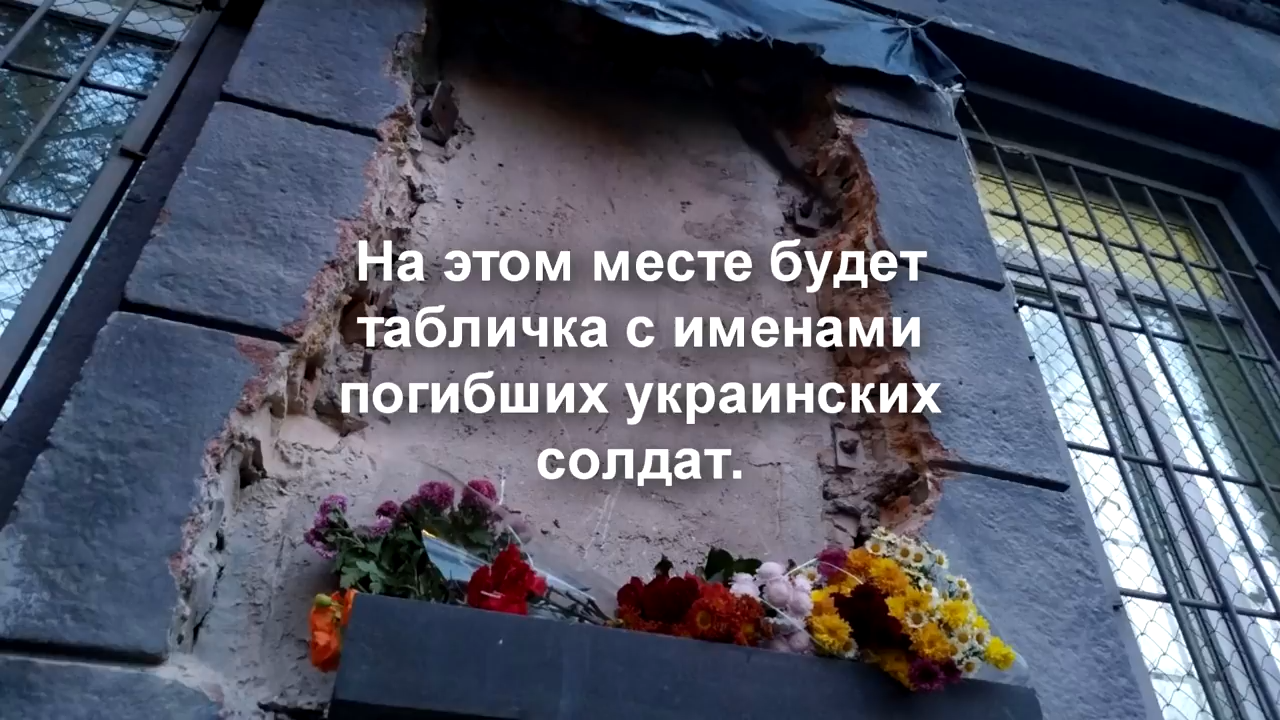 На этом месте будет
табличка с именами
погибших украинских
солдат.